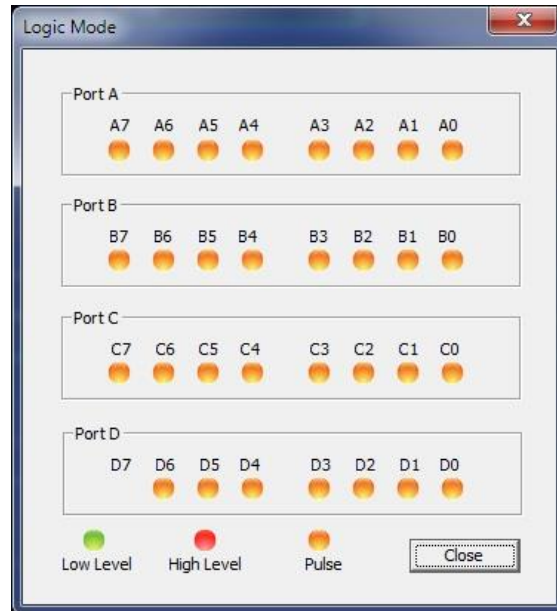 Logic Mode
Port A
A7 A6 A5 A4 A3 A2 A1 A0
Port B
B7 B6 B5 B4 B3 B2 B1 B0
Port C
C7 C6 C5 C4 C3 C2 C1 C0
Port D
D7 D6 D5 D4 D3 D2 D1 D0
Low Level High Level Pulse Close